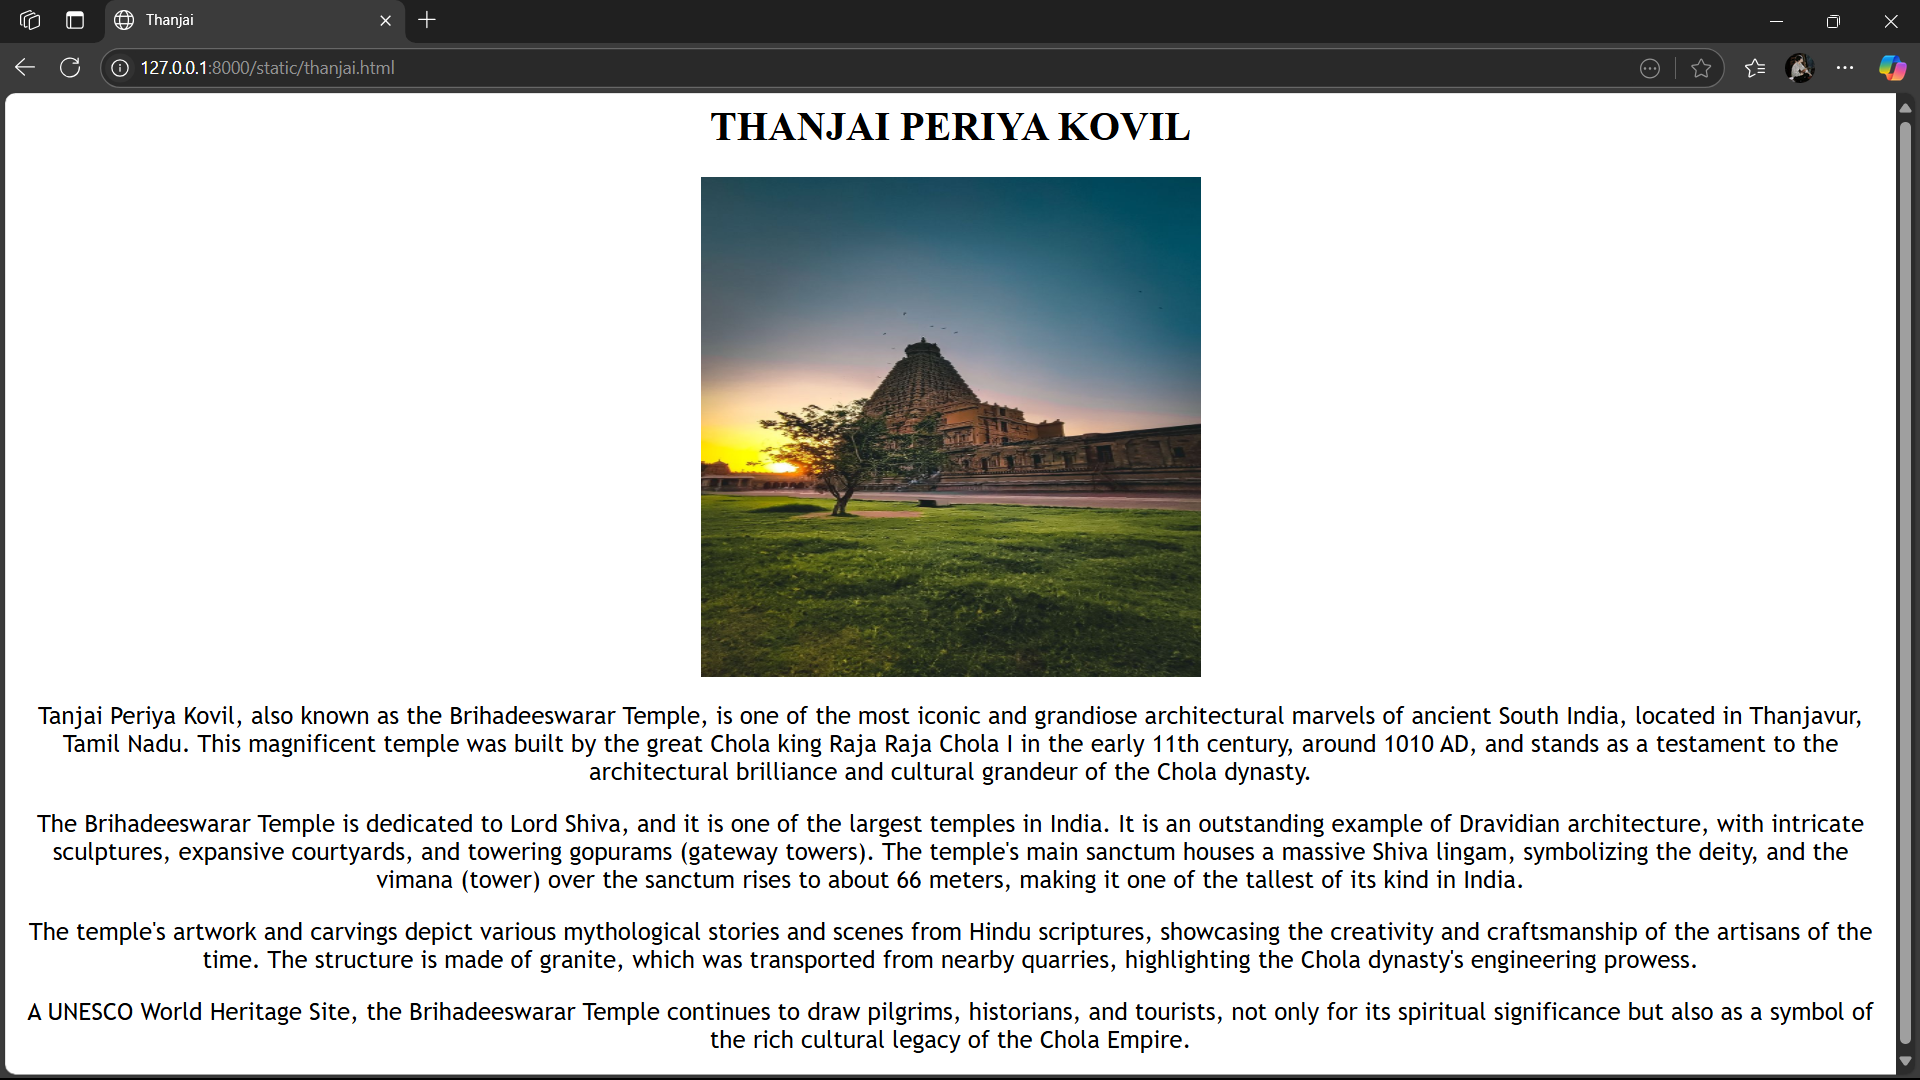 Thanjai
127.0.0.1:8000/static/thanjai.html
THANJAI PERIYA KOVIL
Tanjai Periya Kovil, also known as the Brihadeeswarar Temple, is one of the most iconic and grandiose architectural marvels of ancient South India, located in Thanjavur,
Tamil Nadu. This magnificent temple was built by the great Chola king Raja Raja Chola I in the early 11th century, around 1010 AD, and stands as a testament to the
architectural brilliance and cultural grandeur of the Chola dynasty.
The Brihadeeswarar Temple is dedicated to Lord Shiva, and it is one of the largest temples in India. It is an outstanding example of Dravidian architecture, with intricate
sculptures, expansive courtyards, and towering gopurams (gateway towers). The temple's main sanctum houses a massive Shiva lingam, symbolizing the deity, and the
vimana (tower) over the sanctum rises to about 66 meters, making it one of the tallest of its kind in India.
The temple's artwork and carvings depict various mythological stories and scenes from Hindu scriptures, showcasing the creativity and craftsmanship of the artisans of the
time. The structure is made of granite, which was transported from nearby quarries, highlighting the Chola dynasty's engineering prowess.
A UNESCO World Heritage Site, the Brihadeeswarar Temple continues to draw pilgrims, historians, and tourists, not only for its spiritual significance but also as a symbol of
the rich cultural legacy of the Chola Empire.